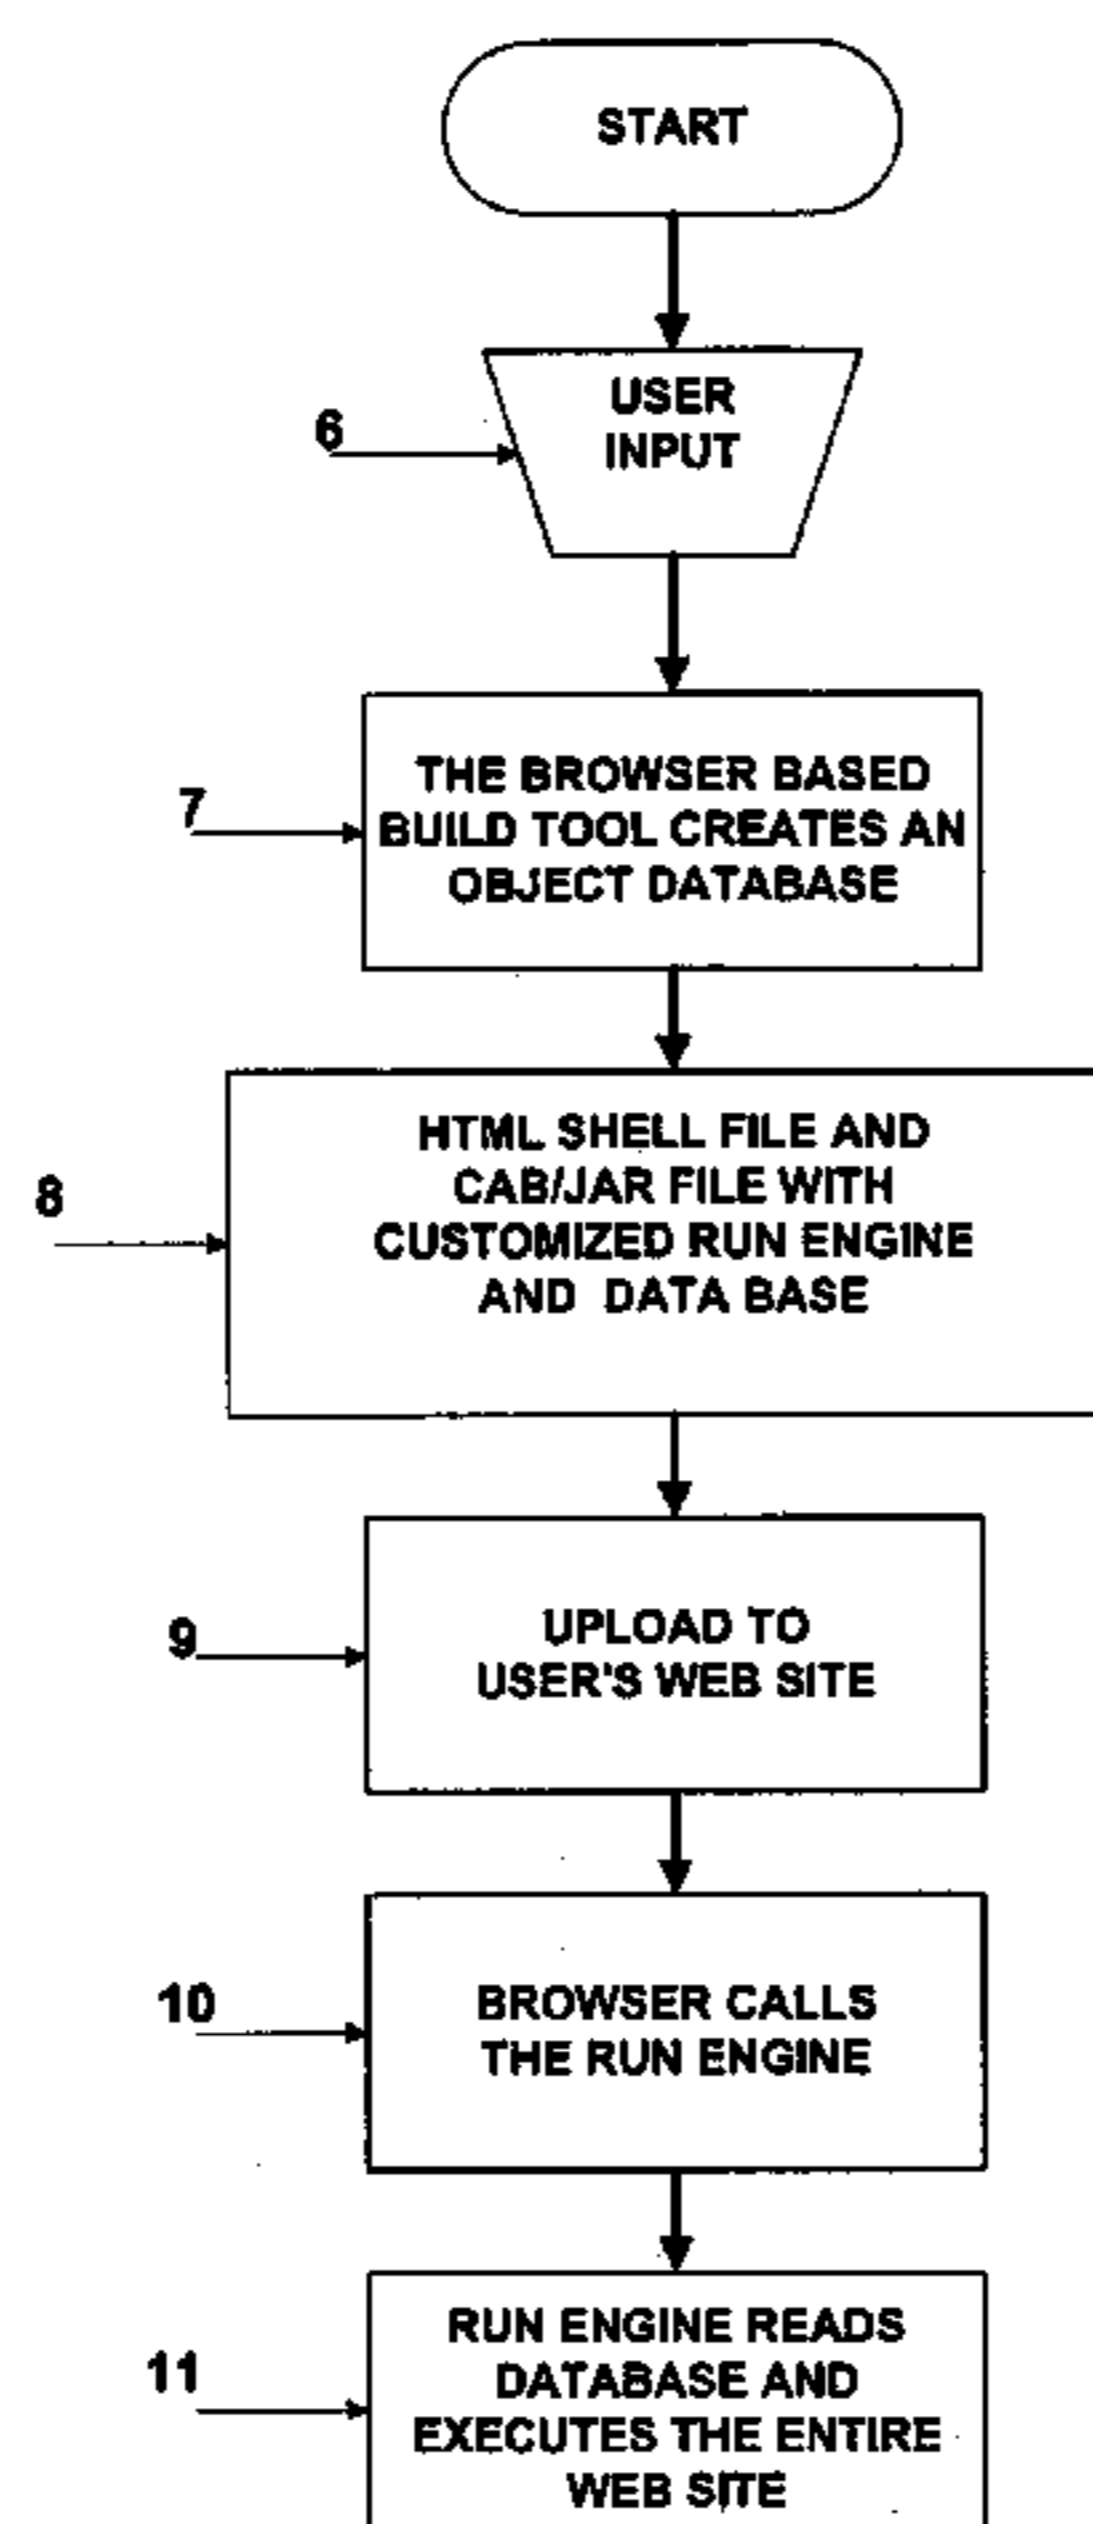 START
USER
INPUT
6
THE BROWSER BASED
BUILD TOOL CREATES AN
OBJECT DATABASE
7
HTML SHELL FILE AND
CAB/JAR FILE WITH
CUSTOMIZED RUN ENGINE
AND DATA BASE
8
UPLOAD TO
USER'S WEB SITE
9
BROWSER CALLS
THE RUN ENGINE
10
RUN ENGINE READS
DATABASE AND
EXECUTES THE ENTIRE
WEB SITE
11